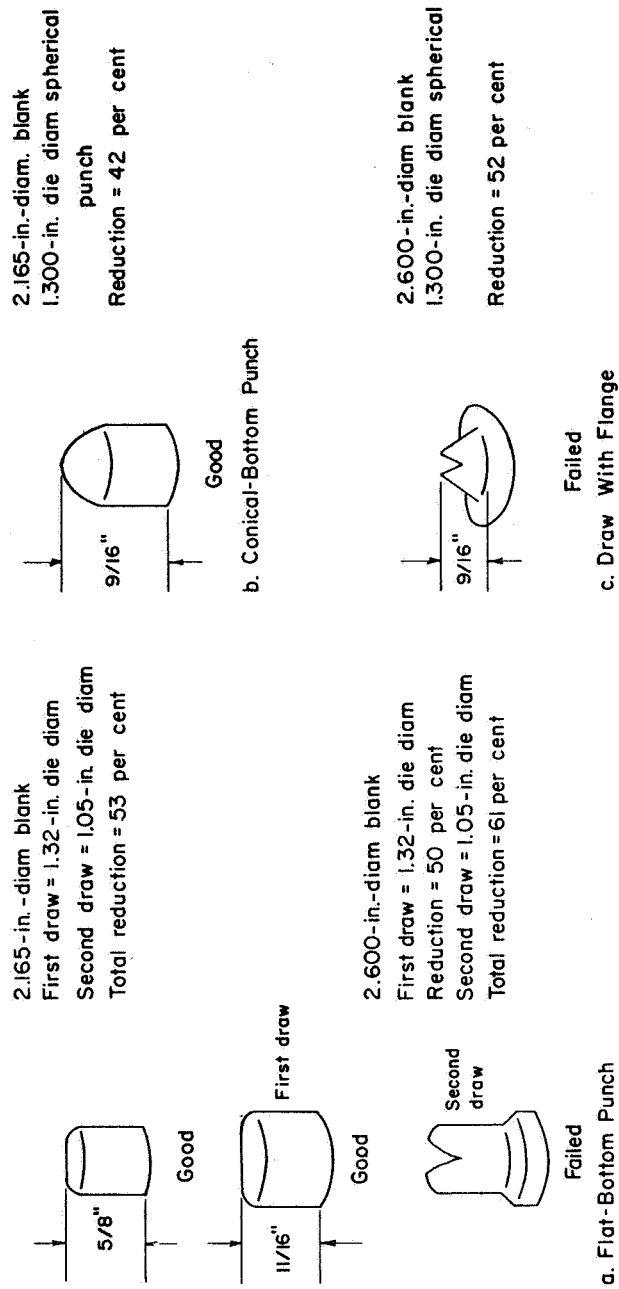 5/8"
Good
2.165-in.-diam blank
First draw = 1.32-in. die diam
Second draw = 1.05-in. die diam
Total reduction = 53 per cent
11/16"
First draw
Good
Second
draw
Failed
2.600-in.-diam blank
First draw = 1.32-in. die diam
Reduction = 50 per cent
Second draw = 1.05-in. die diam
Total reduction = 61 per cent
a. Flat-Bottom Punch
9/16"
Good
2.165-in.-diam. blank
1.300-in. die diam spherical
punch
Reduction = 42 per cent
b. Conical-Bottom Punch
9/16"
Failed
2.600-in.-diam blank
1.300-in. die diam spherical
Reduction = 52 per cent
c. Draw With Flange